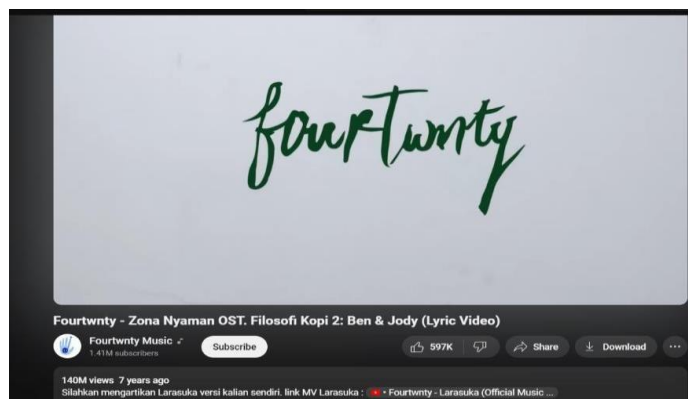 fourTwnty
Fourtwnty - Zona Nyaman OST. Filosofi Kopi 2: Ben & Jody (Lyric Video)
Fourtwnty Music
1.41M subscribers
Subscribe
597K
Share
Download
140M views 7 years ago
Silahkan mengartikan Larasuka versi kalian sendiri, link MV Larasuka : • Fourtwnty - Larasuka (Official Music ...